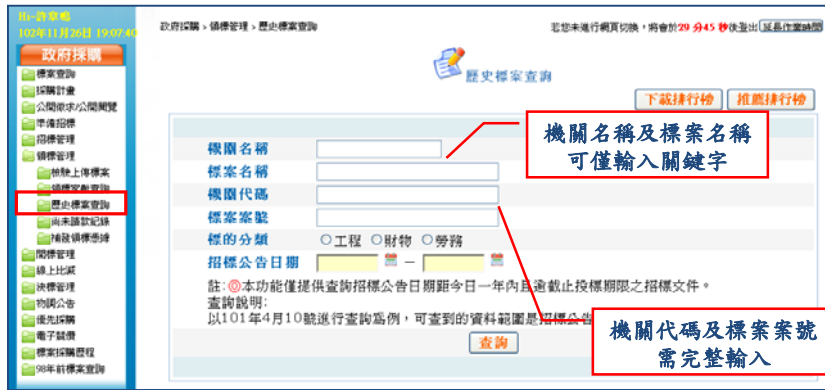 Hi~許章鳴
102年11月26日 19:07:40
政府採購 > 領標管理 > 歷史標案查詢
若您未進行網頁切換，將會於29 分45 秒後登出 延長作業時間
政府採購
標案查詢
採購計畫
公開徵求/公開閱覽
準備招標
招標管理
領標管理
檢驗上傳標案
領標定數查詢
歷史標案查詢
尚未請款紀錄
補發領標憑據
開標管理
線上比減
決標管理
物調公告
優先採購
電子競價
標案採購歷程
98年前標案查詢
歷史標案查詢
下載排行榜 推薦排行榜
機關名稱
標案名稱
機關代碼
標案案號
標的分類 工程 財物 勞務
招標公告日期 –
註:◎本功能僅提供查詢招標公告日期距今日一年內且逾截止投標期限之招標文件。
查詢說明:
以101年4月10號進行查詢為例，可查到的資料範圍是招標公告
查詢
機關名稱及標案名稱
可僅輸入關鍵字
機關代碼及標案案號
需完整輸入